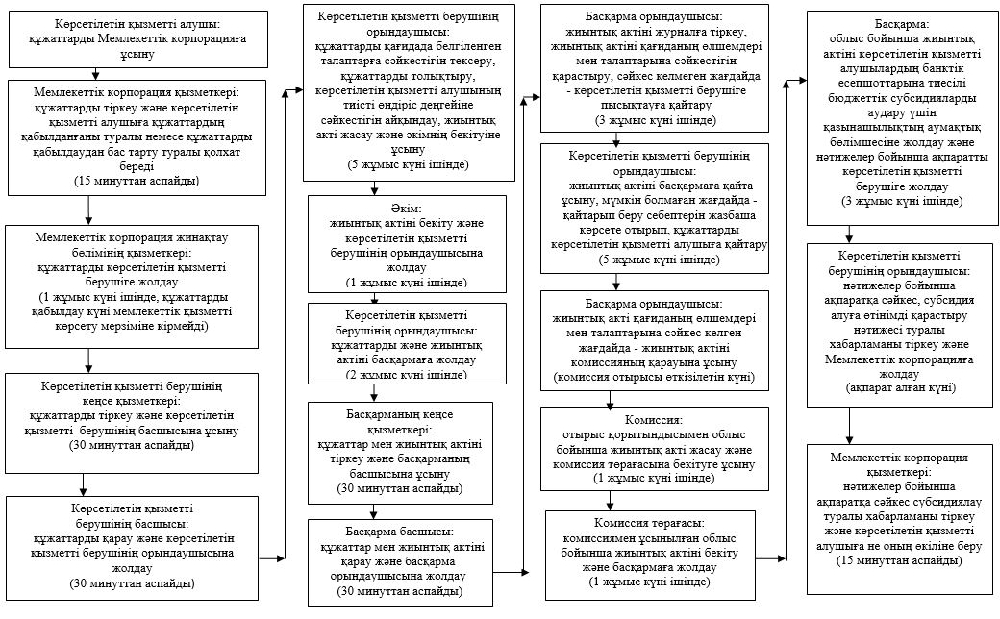 Көрсетілетін қызметті алушы:
құжаттарды Мемлекеттік корпорацияға
ұсыну
Мемлекеттік корпорация қызметкері:
құжаттарды тіркеу және көрсетілетін
қызметті алушыға құжаттардың
қабылданғаны туралы немесе құжаттарды
қабылдаудан бас тарту туралы қолхат
береді
(15 минуттан аспайды)
Мемлекеттік корпорация жинақтау
бөлімінің қызметкері:
құжаттарды көрсетілетін қызметті
берушіге жолдау
(1 жұмыс күні ішінде, құжаттарды
қабылдау күні мемлекеттік қызметті
көрсету мерзіміне кірмейді)
Көрсетілетін қызметті берушінің
кеңсе қызметкері:
құжаттарды тіркеу және көрсетілетін
қызметті берушінің басшысына ұсыну
(30 минуттан аспайды)
Көрсетілетін қызметті
берушінің басшысы:
құжаттарды қарау және көрсетілетін
қызметті берушінің орындаушысына
жолдау
(30 минуттан аспайды)
Көрсетілетін қызметті берушінің
орындаушысы:
құжаттарды қағидада белгіленген
талаптарға сәйкестігін тексеру,
құжаттарды толықтыру,
көрсетілетін қызметті алушының
тиісті өндіріс деңгейіне
сәйкестігін айқындау, жиынтық
акті жасау және әкімнің бекітуіне
ұсыну
(5 жұмыс күні ішінде)
Әкім:
жиынтық актіні бекіту және
көрсетілетін қызметті
берушінің орындаушысына
жолдау
(1 жұмыс күні ішінде)
Көрсетілетін қызметті
берушінің орындаушысы:
құжаттарды және жиынтық
актіні басқармаға жолдау
(2 жұмыс күні ішінде)
Басқарманың кеңсе
қызметкері:
құжаттар мен жиынтық актіні
тіркеу және басқарманың
басшысына ұсыну
(30 минуттан аспайды)
Басқарма басшысы:
құжаттар мен жиынтық актіні
қарау және басқарма
орындаушысына жолдау
(30 минуттан аспайды)
Басқарма орындаушысы:
жиынтық актіні журналға тіркеу,
жиынтық актіні қағиданың өлшемдері
мен талаптарына сәйкестігін
қарастыру, сәйкес келмеген жағдайда
- көрсетілетін қызметті берушіге
пысықтауға қайтару
(3 жұмыс күні ішінде)
Көрсетілетін қызметті берушінің
орындаушысы:
жиынтық актіні басқармаға қайта
ұсыну, мүмкін болмаған жағдайда -
қайтарып беру себептерін жазбаша
көрсете отырып, құжаттарды
көрсетілетін қызметті алушыға қайтару
(5 жұмыс күні ішінде)
Басқарма орындаушысы:
жиынтық акті қағиданың өлшемдері
мен талаптарына сәйкес келген
жағдайда - жиынтық актіні
комиссияның қарауына ұсыну
(комиссия отырысы өткізілетін күні)
Комиссия:
отырыс қорытындысымен облыс
бойынша жиынтық акті жасау және
комиссия төрағасына бекітуге ұсыну
(1 жұмыс күні ішінде)
Комиссия төрағасы:
комиссиямен ұсынылған облыс
бойынша жиынтық актіні бекіту
және басқармаға жолдау
(1 жұмыс күні ішінде)
Басқарма:
облыс бойынша жиынтық
актіні көрсетілетін қызметті
алушылардың банктік
есепшоттарына тиесілі
бюджеттік субсидияларды
аудару үшін
қазынашылықтың аумақтық
бөлімшесіне жолдау және
нәтижелер бойынша ақпаратты
көрсетілетін қызметті
берушіге жолдау
(3 жұмыс күні ішінде)
Көрсетілетін қызметті
берушінің орындаушысы:
нәтижелер бойынша
ақпаратқа сәйкес, субсидия
алуға өтінімді қарастыру
нәтижесі туралы
хабарламаны тіркеу және
Мемлекеттік корпорацияға
жолдау
(ақпарат алған күні)
Мемлекеттік корпорация
қызметкері:
нәтижелер бойынша
ақпаратқа сәйкес субсидиялау
туралы хабарламаны тіркеу
және көрсетілетін қызметті
алушыға не оның өкіліне беру
(15 минуттан аспайды)